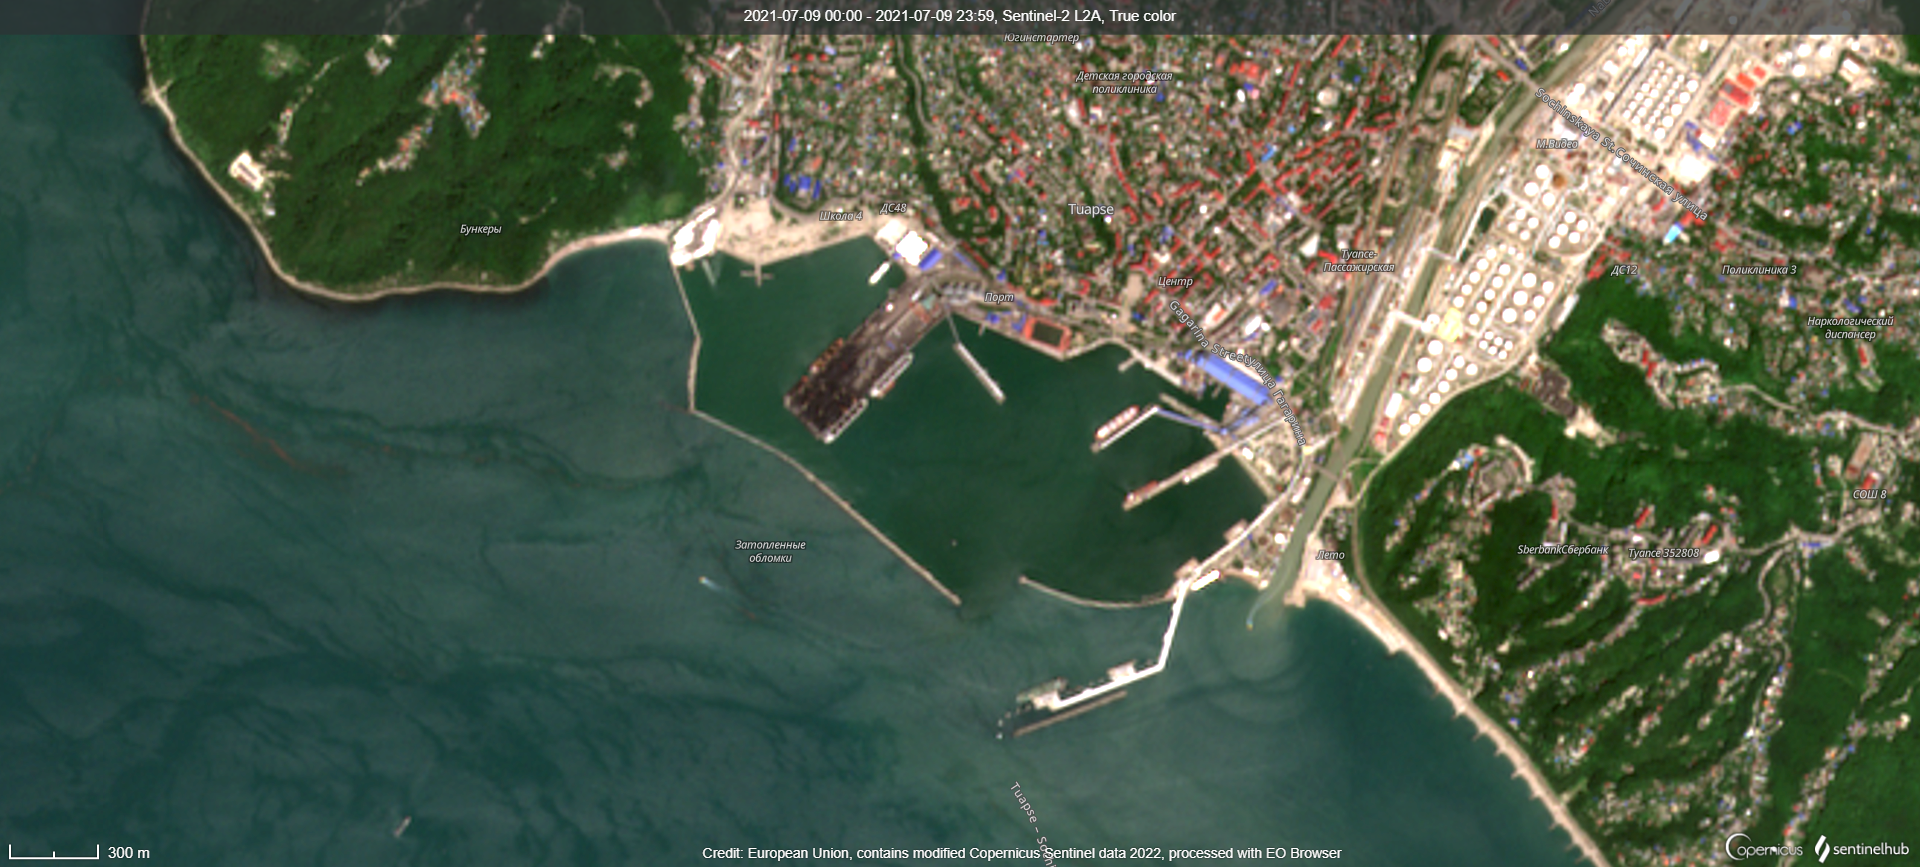 2021-07-09 00:00 - 2021-07-09 23:59, Sentinel-2 L2A, True color
Югинстартер
Детская городская
поликлиника
Sochinskaya St.Сочинская улица
М.Видео
Школа 4
ДС48
Tuapse
Бункеры
Туапсе-
Пассажирская
ДС12
Поликлиника 3
Центр
Порт
Gagarina Streetулица Гагарина
Наркологический
диспансер
СОШ 8
Затопленные
обломки
Лето
SberbankСбербанк
Туапсе 352808
Tuapse – Sochi
300 m
Credit: European Union, contains modified Copernicus Sentinel data 2022, processed with EO Browser
Copernicus
sentinelhub